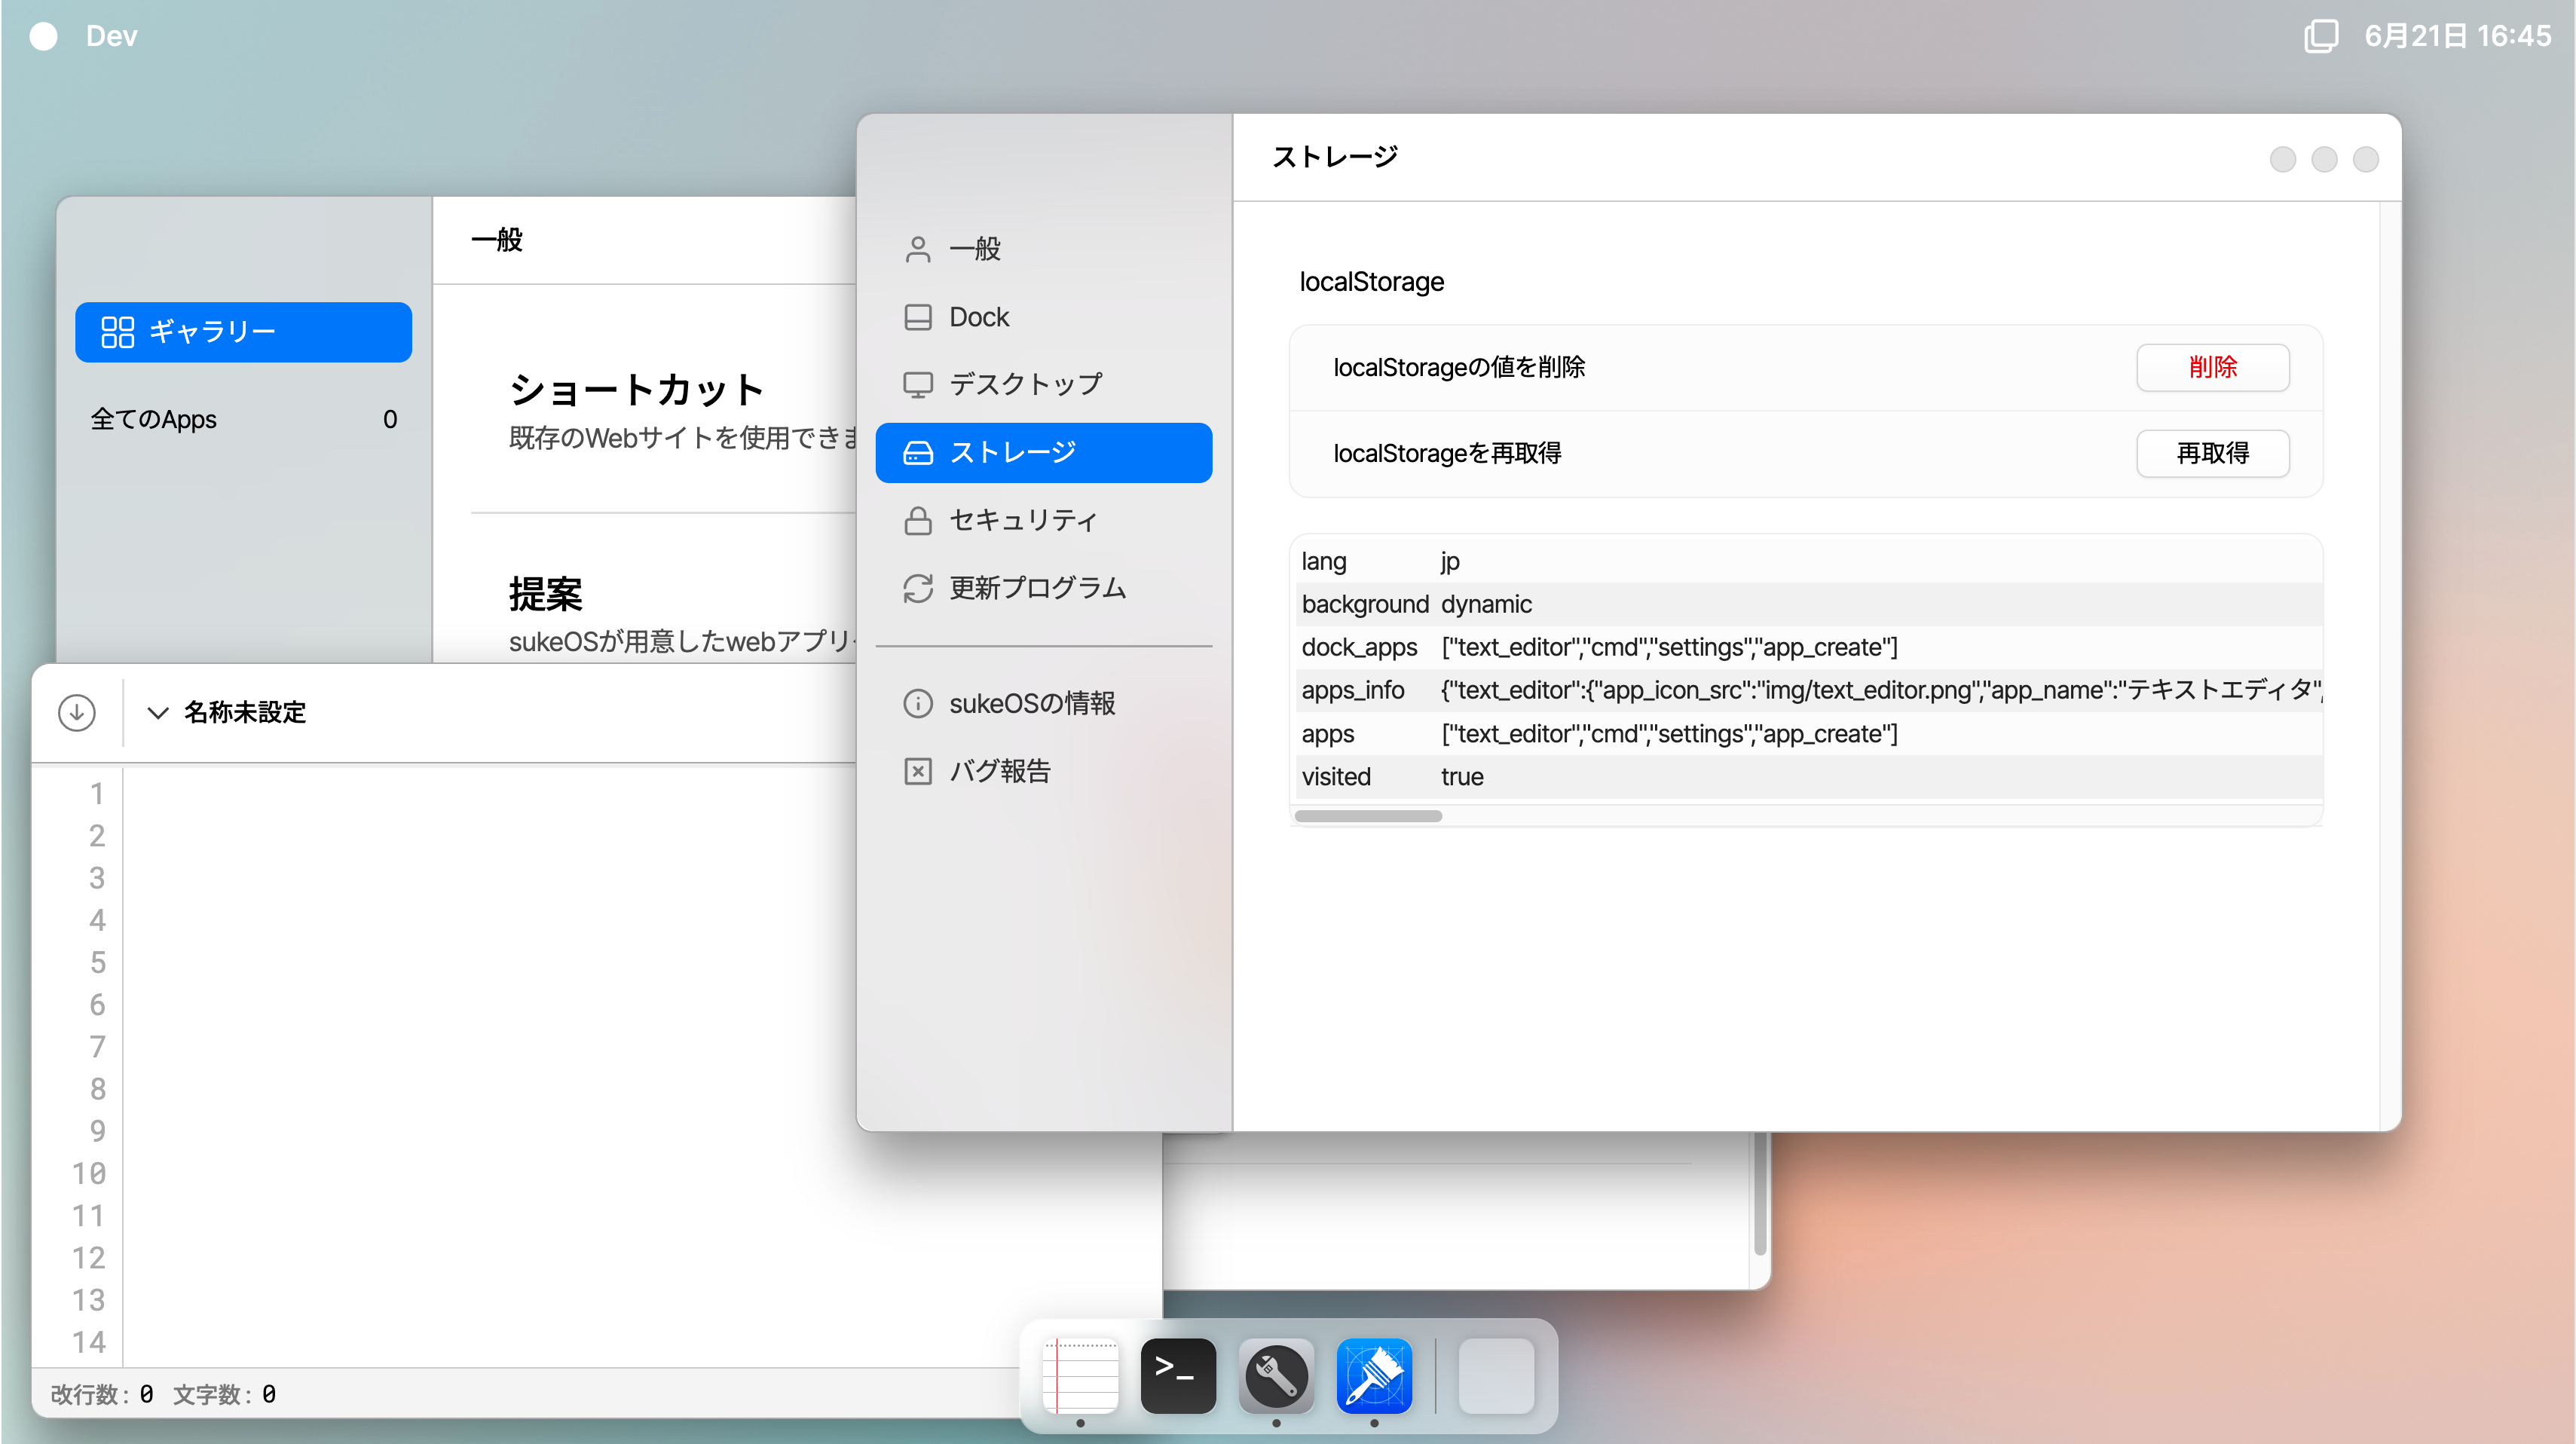 Dev
6月21日 16:45
一般
ギャラリー
全てのApps 0
ショートカット
既存のWebサイトを使用できま
提案
sukeOSが用意したwebアプリ
名称未設定
1
2
3
4
5
6
7
8
9
10
11
12
13
14
改行数: 0 文字数: 0
一般
Dock
デスクトップ
ストレージ
セキュリティ
更新プログラム
sukeOSの情報
バグ報告
ストレージ
localStorage
localStorageの値を削除 削除
localStorageを再取得 再取得
lang jp
background dynamic
dock_apps ["text_editor","cmd","settings","app_create"]
apps_info {"text_editor":{"app_icon_src":"img/text_editor.png","app_name":"テキストエディタ",
apps ["text_editor","cmd","settings","app_create"]
visited true
>_